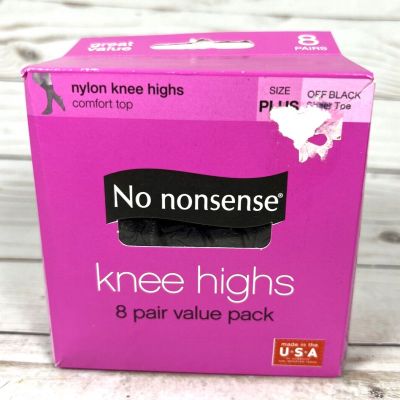 great
value
8
PAIRS
nylon knee highs
comfort top
SIZE
PLUS
OFF BLACK
Sheer Toe
No nonsense®
knee highs
8 pair value pack
made in the
U·S·A